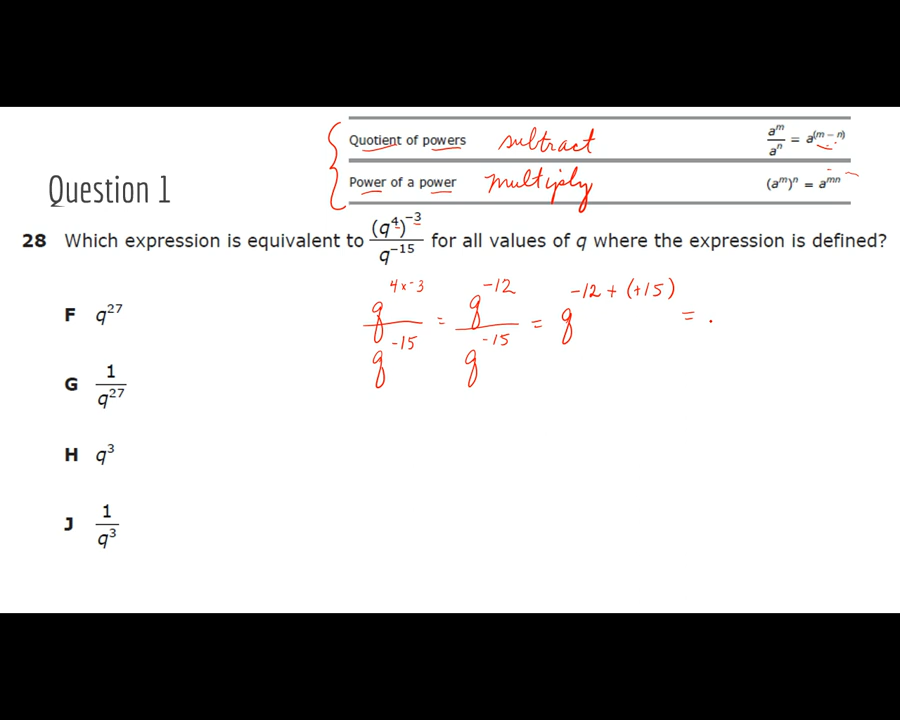 Quotient of powers subtract a^m/a^n = a^(m – n)
Power of a power multiply (a^m)^n = a^mn
Question 1
28 Which expression is equivalent to (q^4)^–3/q^–15 for all values of q where the expression is defined?
q^4x-3/q^-15 = q^-12/q^-15 = q^-12+(+15) = .
F q^27
G 1/q^27
H q^3
J 1/q^3